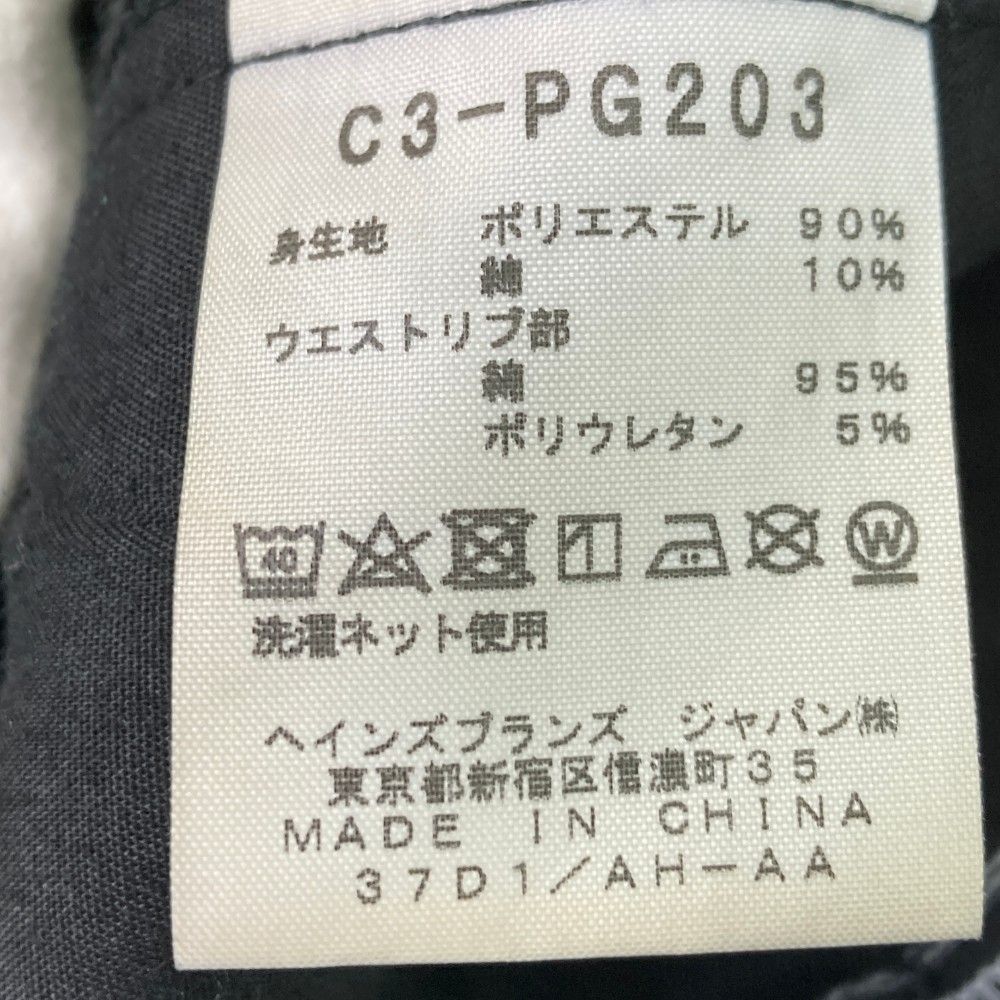 C3-PG203
身生地 ポリエステル 90%
綿 10%
ウエストリブ部
綿 95%
ポリウレタン 5%
40
W
洗濯ネット使用
ヘインズブランズ ジャパン㈱
東京都新宿区信濃町35
MADE IN CHINA
37D1/AH-AA